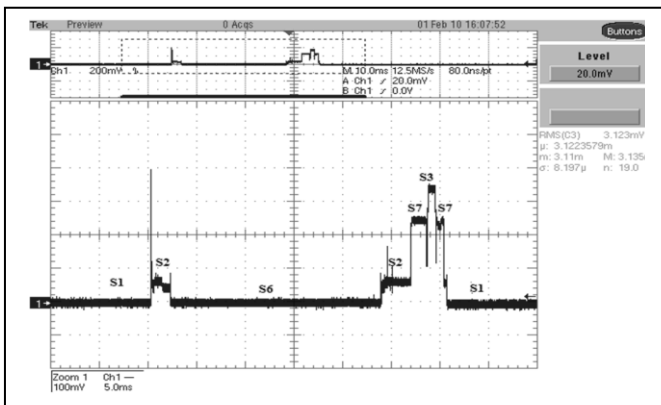 Tek Preview 0 Acqs 01 Feb 10 16:07:52
Buttons
Level
20.0mV
1
Ch1 200mV
M 10.0ms 12.5MS/s 80.0ns/pt
A Ch1 20.0mV
B Ch1 0.0V
RMS(C3) 3.123mV
µ: 3.1223579m
m: 3.11m M: 3.135
σ: 8.197µ n: 19.0
S3
S7 S7
S2 S2
S1 S6 S1
1
Zoom 1 Ch1
100mV 5.0ms